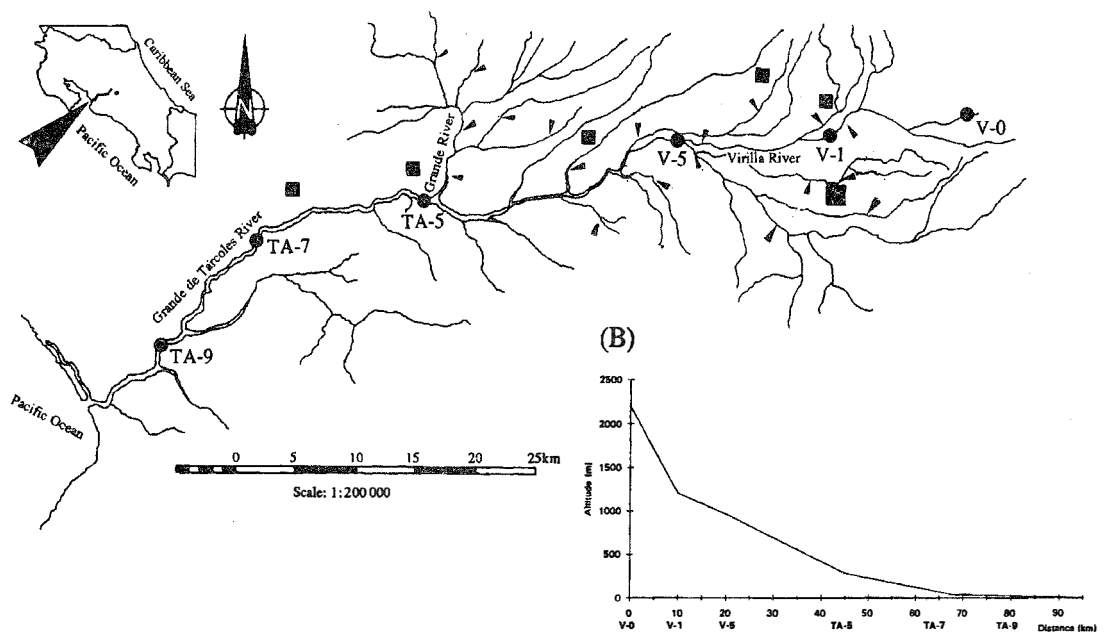 Caribbean Sea
Pacific Ocean
N
Grande River
V-0
V-1
V-5
Virilla River
TA-5
TA-7
Grande de Tarcoles River
TA-9
Pacific Ocean
0 5 10 15 20 25km
Scale: 1:200 000
(B)
2500
2000
1500
1000
500
0
Altitude (m)
0 10 20 30 40 50 60 70 80 90
V-0 V-1 V-5 TA-5 TA-7 TA-9 Distance (km)